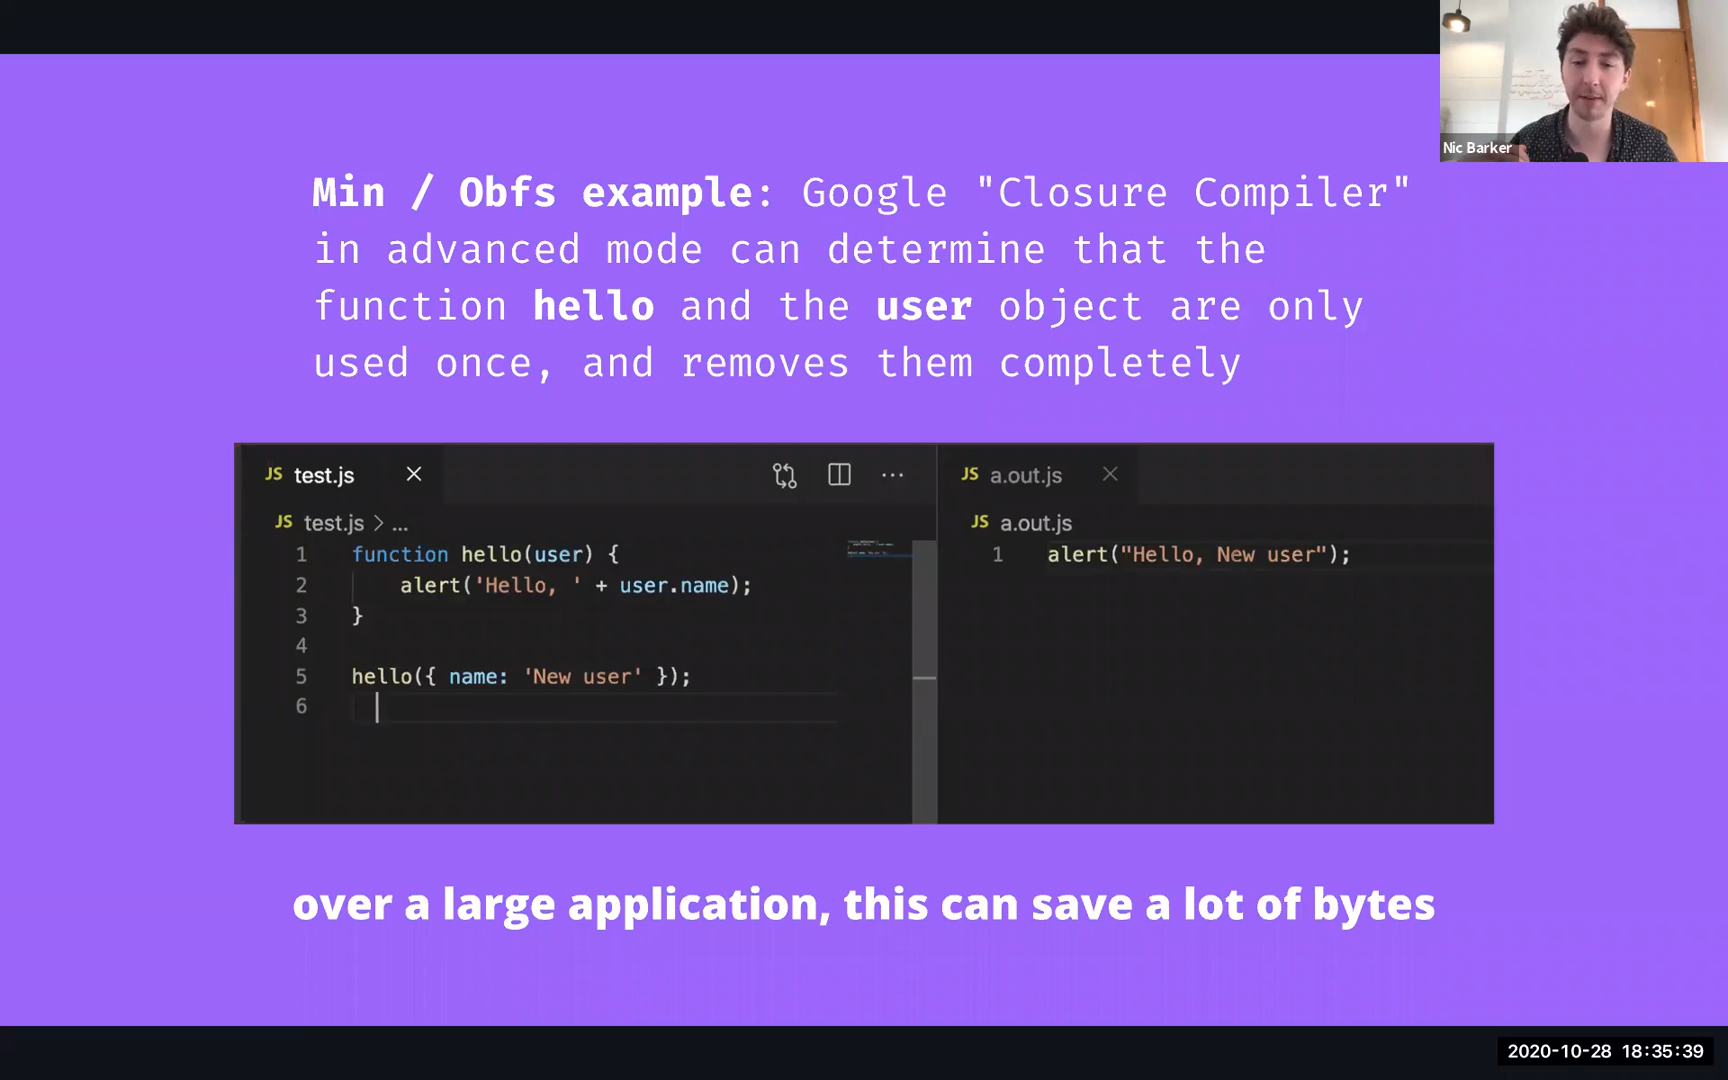 Nic Barker
Min / Obfs example: Google "Closure Compiler"
in advanced mode can determine that the
function hello and the user object are only
used once, and removes them completely
JS test.js
JS test.js > ...
1 function hello(user) {
2 alert('Hello, ' + user.name);
3 }
4
5 hello({ name: 'New user' });
6
JS a.out.js
JS a.out.js
1 alert("Hello, New user");
over a large application, this can save a lot of bytes
2020-10-28 18:35:39